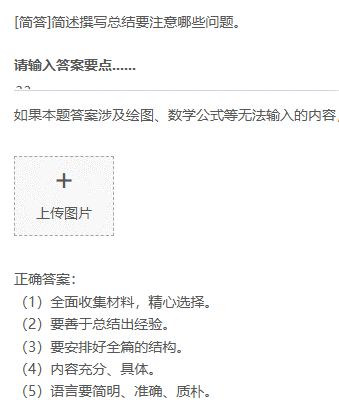 [简答]简述撰写总结要注意哪些问题。
请输入答案要点......
如果本题答案涉及绘图、数学公式等无法输入的内容，
+
上传图片
正确答案：
（1）全面收集材料，精心选择。
（2）要善于总结出经验。
（3）要安排好全篇的结构。
（4）内容充分、具体。
（5）语言要简明、准确、质朴。